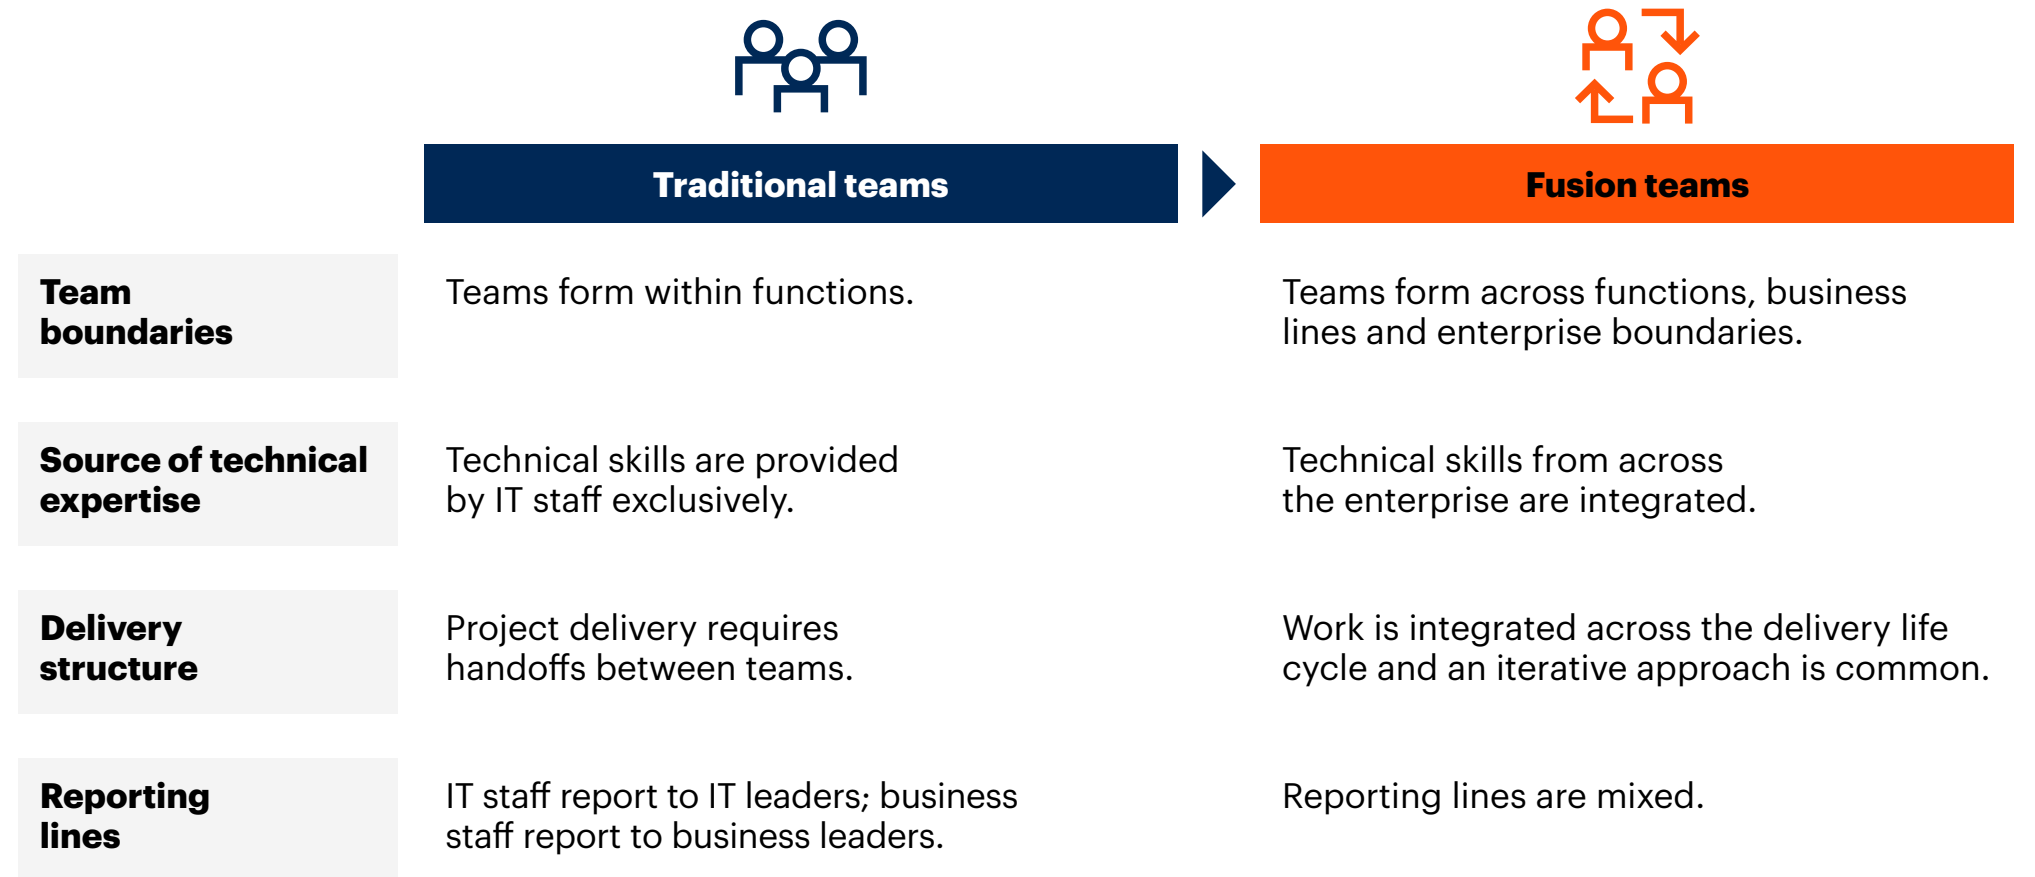 Traditional teams
Fusion teams
Team
boundaries
Teams form within functions.
Teams form across functions, business
lines and enterprise boundaries.
Source of technical
expertise
Technical skills are provided
by IT staff exclusively.
Technical skills from across
the enterprise are integrated.
Delivery
structure
Project delivery requires
handoffs between teams.
Work is integrated across the delivery life
cycle and an iterative approach is common.
Reporting
lines
IT staff report to IT leaders; business
staff report to business leaders.
Reporting lines are mixed.